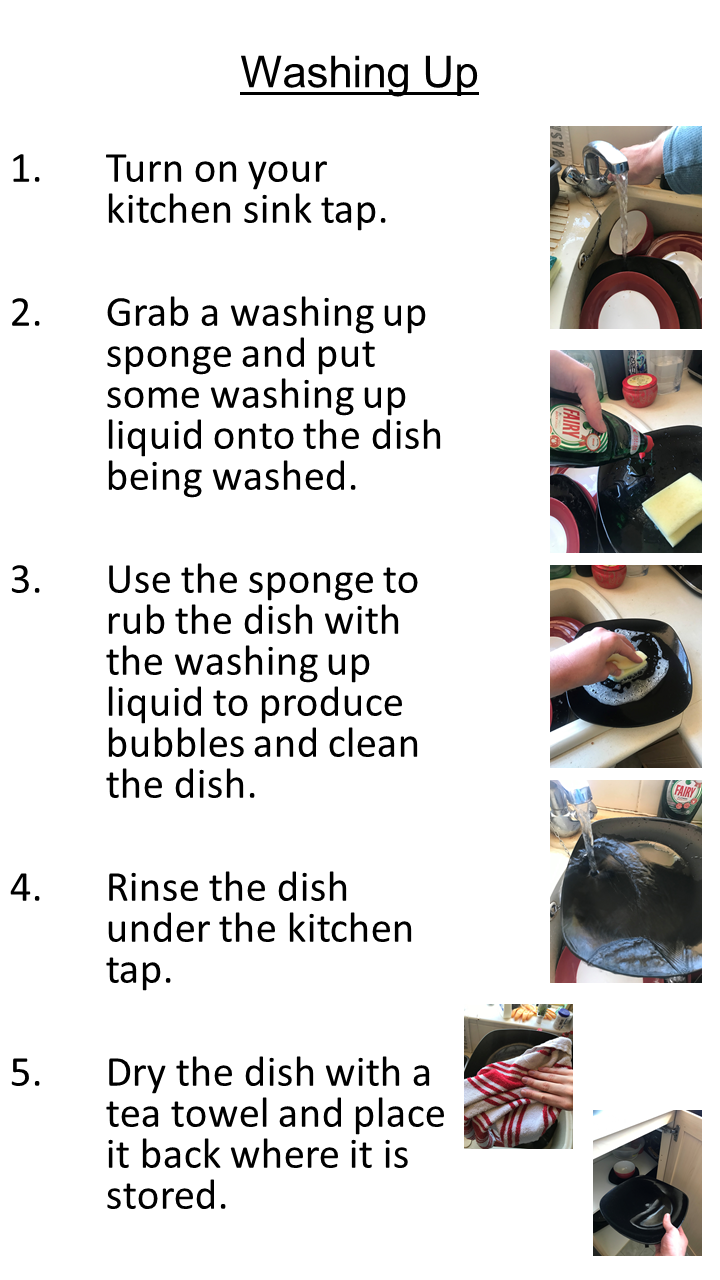 Washing Up
1. Turn on your
kitchen sink tap.
2. Grab a washing up
sponge and put
some washing up
liquid onto the dish
being washed.
3. Use the sponge to
rub the dish with
the washing up
liquid to produce
bubbles and clean
the dish.
4. Rinse the dish
under the kitchen
tap.
5. Dry the dish with a
tea towel and place
it back where it is
stored.
WASH
FAIRY
FAIRY